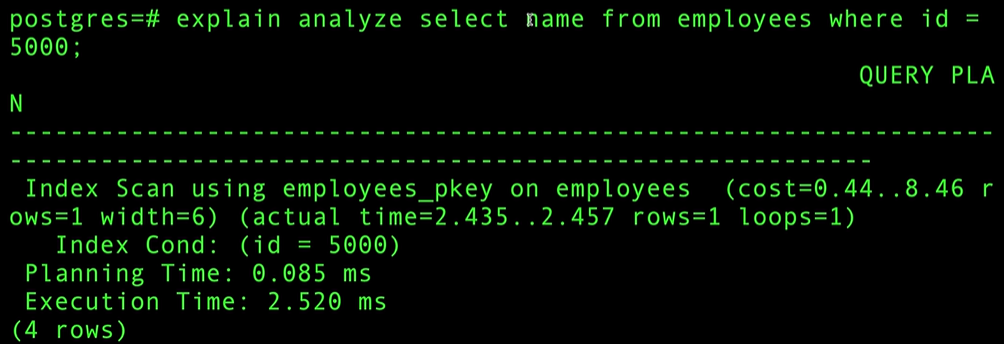 postgres=# explain analyze select name from employees where id =
5000;
QUERY PLA
N
---------------------------------------------------------------
-------------------------------------------------------
Index Scan using employees_pkey on employees  (cost=0.44..8.46 r
ows=1 width=6) (actual time=2.435..2.457 rows=1 loops=1)
Index Cond: (id = 5000)
Planning Time: 0.085 ms
Execution Time: 2.520 ms
(4 rows)